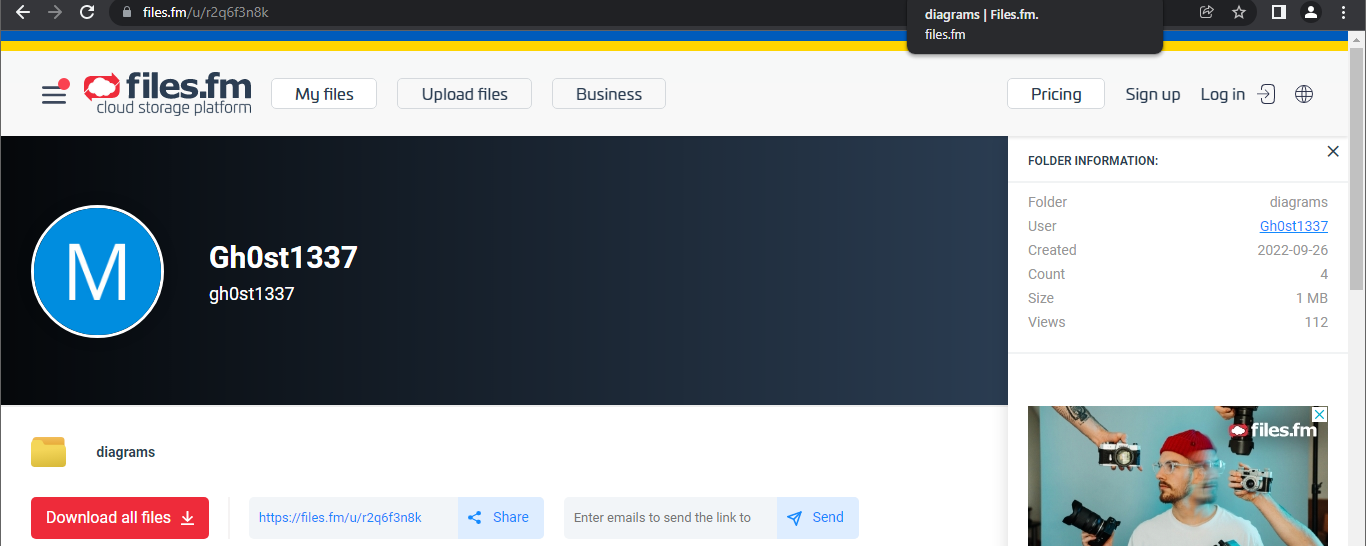 files.fm/u/r2q6f3n8k
diagrams | Files.fm.
files.fm
files.fm
cloud storage platform
My files
Upload files
Business
Pricing
Sign up
Log in
M
Gh0st1337
gh0st1337
FOLDER INFORMATION:
Folder diagrams
User Gh0st1337
Created 2022-09-26
Count 4
Size 1 MB
Views 112
diagrams
Download all files
https://files.fm/u/r2q6f3n8k
Share
Enter emails to send the link to
Send
files.fm